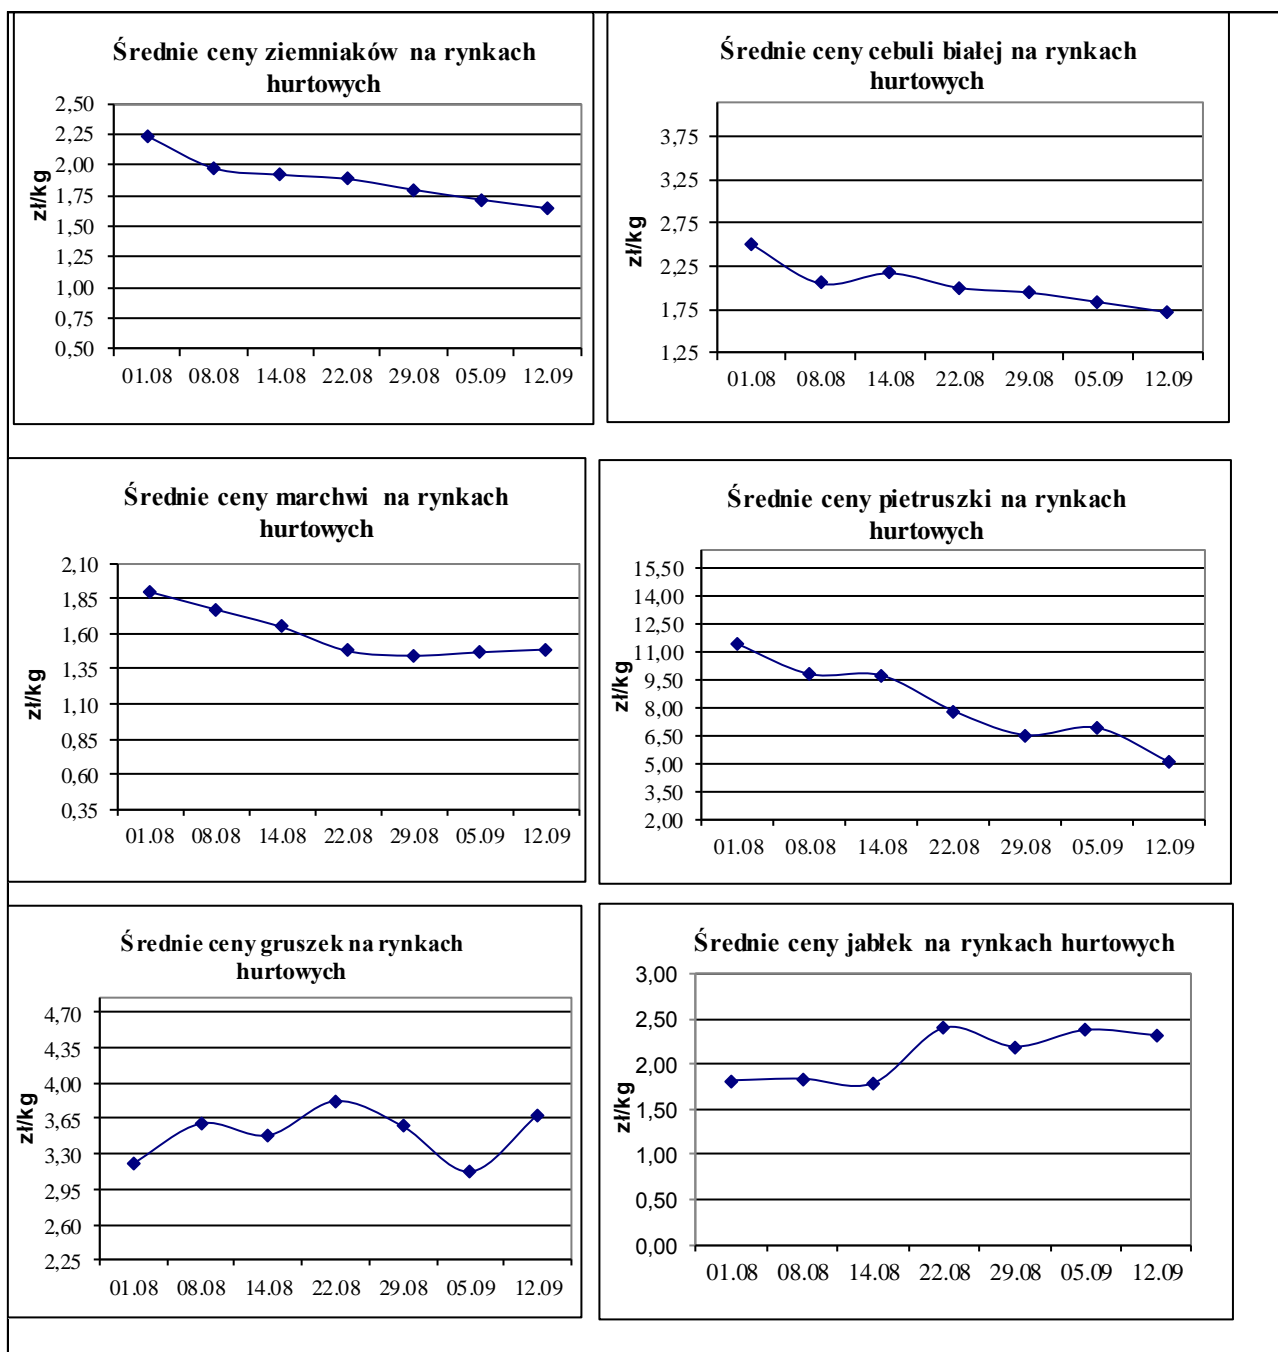 Średnie ceny ziemniaków na rynkach
hurtowych
zł/kg
2,50
2,25
2,00
1,75
1,50
1,25
1,00
0,75
0,50
01.08 08.08 14.08 22.08 29.08 05.09 12.09
Średnie ceny cebuli białej na rynkach
hurtowych
zł/kg
3,75
3,25
2,75
2,25
1,75
1,25
01.08 08.08 14.08 22.08 29.08 05.09 12.09
Średnie ceny marchwi na rynkach
hurtowych
zł/kg
2,10
1,85
1,60
1,35
1,10
0,85
0,60
0,35
01.08 08.08 14.08 22.08 29.08 05.09 12.09
Średnie ceny pietruszki na rynkach
hurtowych
zł/kg
15,50
14,00
12,50
11,00
9,50
8,00
6,50
5,00
3,50
2,00
01.08 08.08 14.08 22.08 29.08 05.09 12.09
Średnie ceny gruszek na rynkach
hurtowych
zł/kg
4,70
4,35
4,00
3,65
3,30
2,95
2,60
2,25
01.08 08.08 14.08 22.08 29.08 05.09 12.09
Średnie ceny jabłek na rynkach hurtowych
zł/kg
3,00
2,50
2,00
1,50
1,00
0,50
0,00
01.08 08.08 14.08 22.08 29.08 05.09 12.09